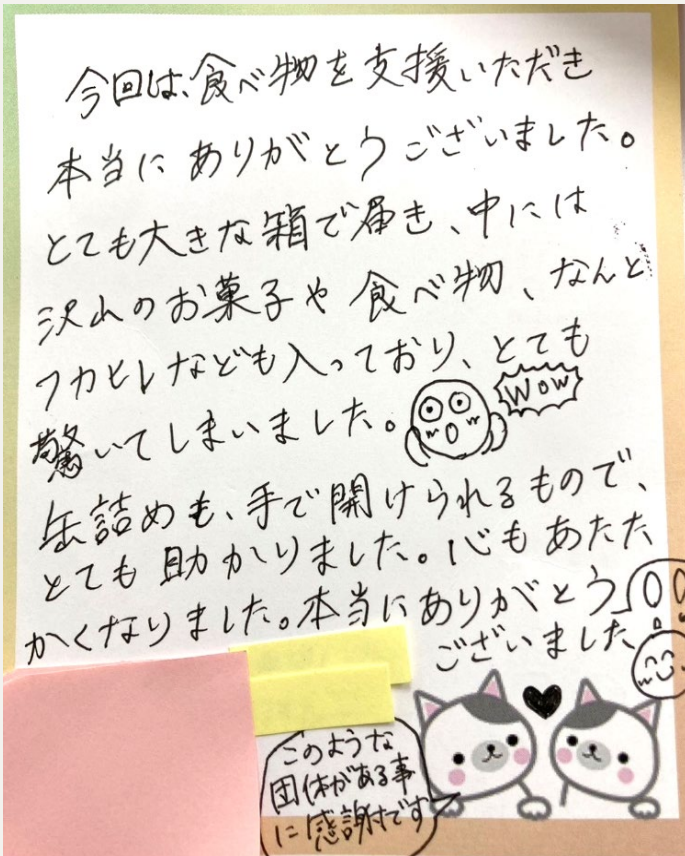 今回は、食べ物を支援いただき
本当にありがとうございました。
とても大きな箱で届き、中には
沢山のお菓子や食べ物、なんと
フカヒレなども入っており、とても
驚いてしまいました。
WOW
缶詰めも、手で開けられるもので、
とても助かりました。心もあたた
かくなりました。本当にありがとう
ございました
このような
団体がある事
に感謝です